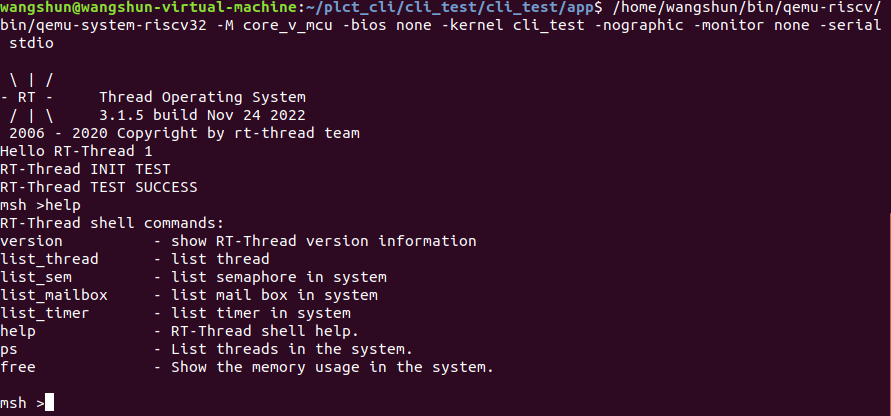 wangshun@wangshun-virtual-machine:~/plct_cli/cli_test/cli_test/app$ /home/wangshun/bin/qemu-riscv/
bin/qemu-system-riscv32 -M core_v_mcu -bios none -kernel cli_test -nographic -monitor none -serial
 stdio

 \ | /
- RT -     Thread Operating System
 / | \     3.1.5 build Nov 24 2022
 2006 - 2020 Copyright by rt-thread team
Hello RT-Thread 1
RT-Thread INIT TEST
RT-Thread TEST SUCCESS
msh >help
RT-Thread shell commands:
version          - show RT-Thread version information
list_thread      - list thread
list_sem         - list semaphore in system
list_mailbox     - list mail box in system
list_timer       - list timer in system
help             - RT-Thread shell help.
ps               - List threads in the system.
free             - Show the memory usage in the system.

msh >